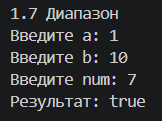 1.7 Диапазон
Введите a: 1
Введите b: 10
Введите num: 7
Результат: true